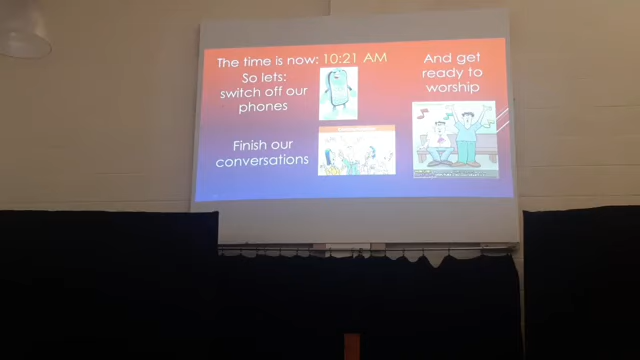 The time is now: 10:21 AM
So lets:
switch off our
phones
Finish our
conversations
And get
ready to
worship